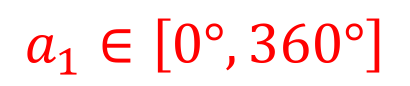 a₁ ∈ [0°, 360°]